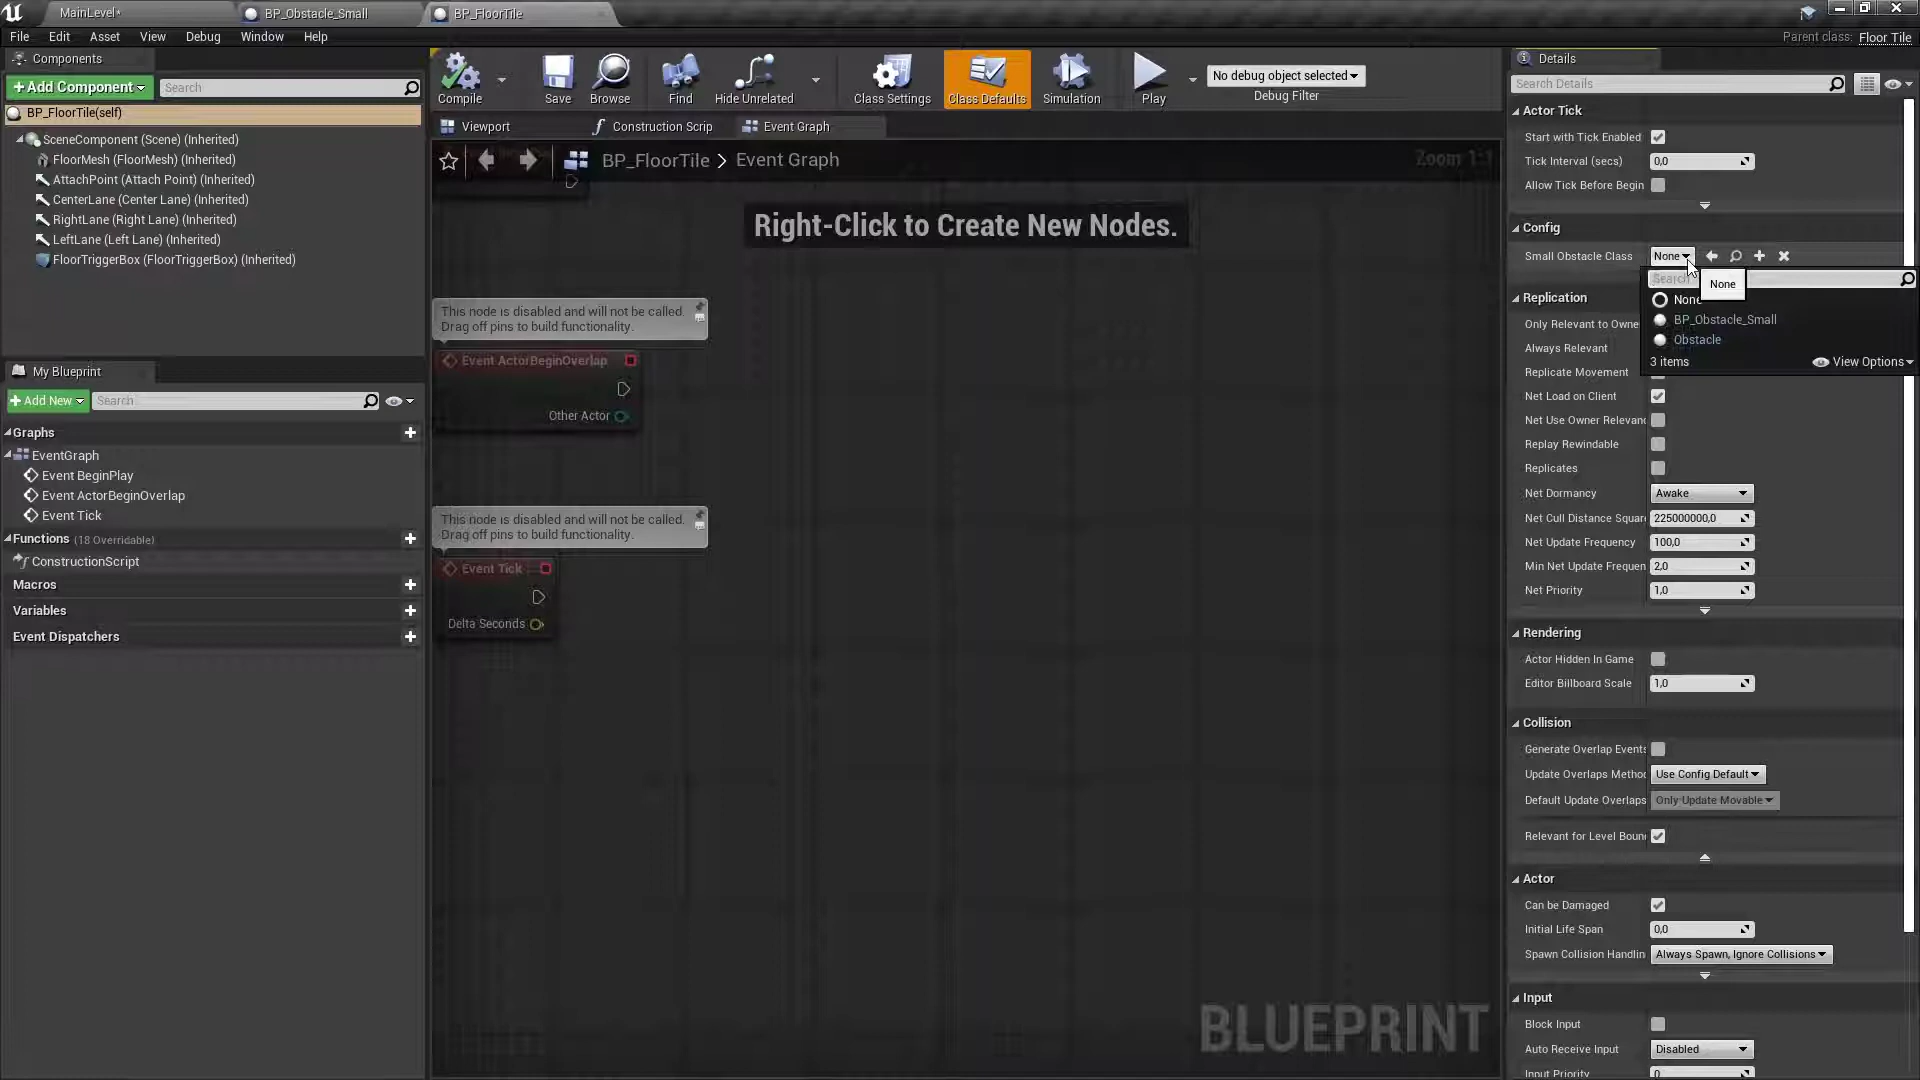 MainLevel*
BP_Obstacle_Small
BP_FloorTile
File Edit Asset View Debug Window Help
Parent class: Floor Tile
Components
+Add Component
Search
BP_FloorTile(self)
SceneComponent (Scene) (Inherited)
FloorMesh (FloorMesh) (Inherited)
AttachPoint (Attach Point) (Inherited)
CenterLane (Center Lane) (Inherited)
RightLane (Right Lane) (Inherited)
LeftLane (Left Lane) (Inherited)
FloorTriggerBox (FloorTriggerBox) (Inherited)
My Blueprint
+Add New
Search
Graphs
EventGraph
Event BeginPlay
Event ActorBeginOverlap
Event Tick
Functions (18 Overridable)
ConstructionScript
Macros
Variables
Event Dispatchers
Compile
Save
Browse
Find
Hide Unrelated
Class Settings
Class Defaults
Simulation
Play
No debug object selected
Debug Filter
Viewport
Construction Scrip
Event Graph
BP_FloorTile > Event Graph
Zoom 1:1
Right-Click to Create New Nodes.
This node is disabled and will not be called.
Drag off pins to build functionality.
Event ActorBeginOverlap
Other Actor
This node is disabled and will not be called.
Drag off pins to build functionality.
Event Tick
Delta Seconds
BLUEPRINT
Details
Search Details
Actor Tick
Start with Tick Enabled
Tick Interval (secs) 0,0
Allow Tick Before Begin
Config
Small Obstacle Class None
Search
None
None
BP_Obstacle_Small
Obstacle
3 items
View Options
Replication
Only Relevant to Owne
Always Relevant
Replicate Movement
Net Load on Client
Net Use Owner Relevanc
Replay Rewindable
Replicates
Net Dormancy Awake
Net Cull Distance Squar 225000000,0
Net Update Frequency 100,0
Min Net Update Frequen 2,0
Net Priority 1,0
Rendering
Actor Hidden In Game
Editor Billboard Scale 1,0
Collision
Generate Overlap Events
Update Overlaps Method Use Config Default
Default Update Overlaps Only Update Movable
Relevant for Level Boun
Actor
Can be Damaged
Initial Life Span 0,0
Spawn Collision Handlin Always Spawn, Ignore Collisions
Input
Block Input
Auto Receive Input Disabled
Input Priority 0